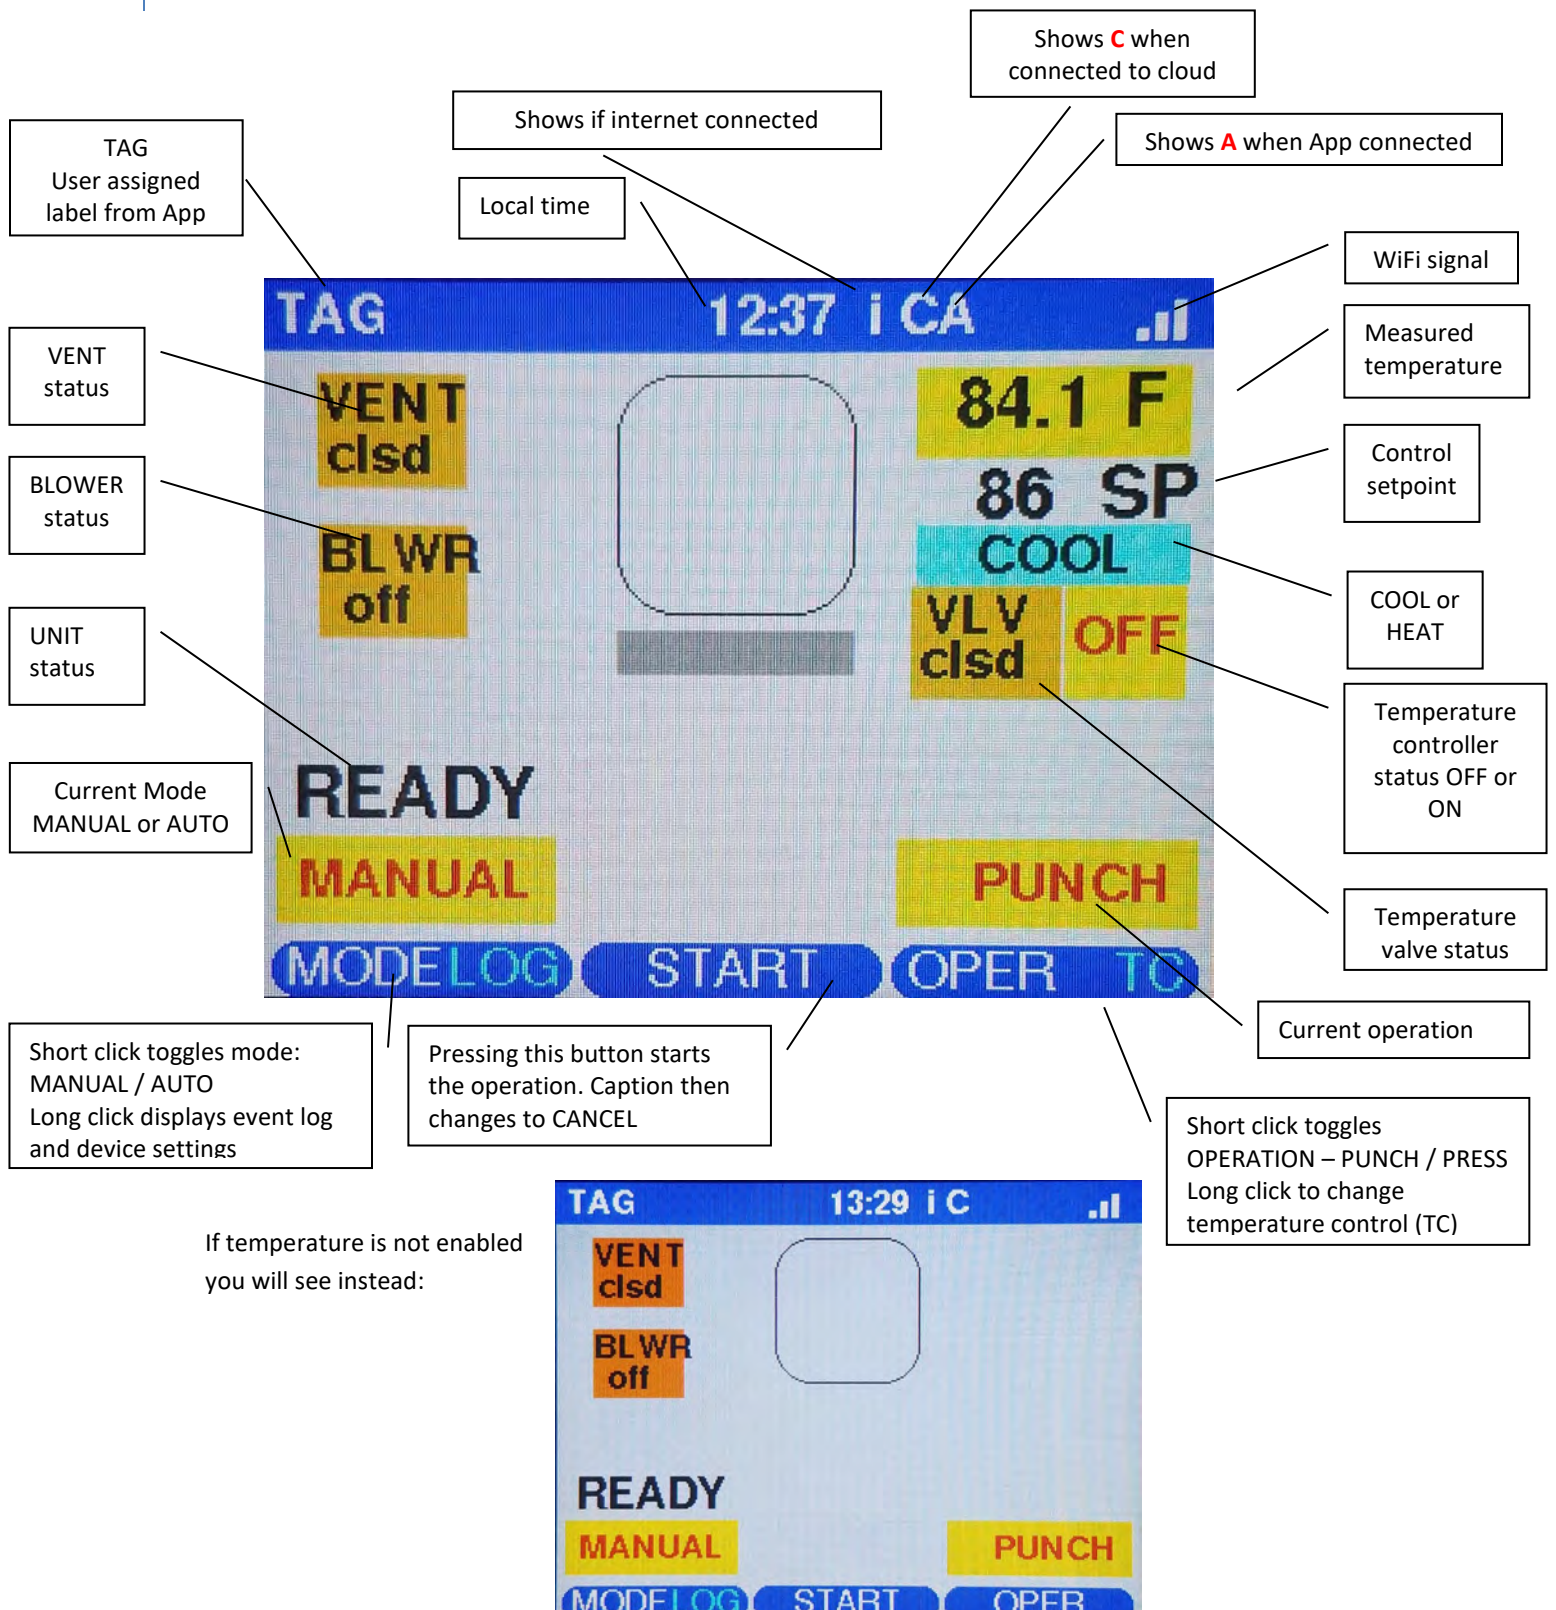 Shows C when
connected to cloud
Shows if internet connected
Shows A when App connected
TAG
User assigned
label from App
Local time
WiFi signal
TAG 12:37 i CA
VENT
status
VENT
clsd
84.1 F
Measured
temperature
86 SP
Control
setpoint
BLOWER
status
BLWR
off
COOL
VLV
clsd
OFF
COOL or
HEAT
UNIT
status
Temperature
controller
status OFF or
ON
READY
Current Mode
MANUAL or AUTO
MANUAL
PUNCH
Temperature
valve status
MODE LOG START OPER TC
Current operation
Short click toggles mode:
MANUAL / AUTO
Long click displays event log
and device settings
Pressing this button starts
the operation. Caption then
changes to CANCEL
Short click toggles
OPERATION – PUNCH / PRESS
Long click to change
temperature control (TC)
If temperature is not enabled
you will see instead:
TAG 13:29 i C
VENT
clsd
BLWR
off
READY
MANUAL PUNCH
MODE LOG START OPER